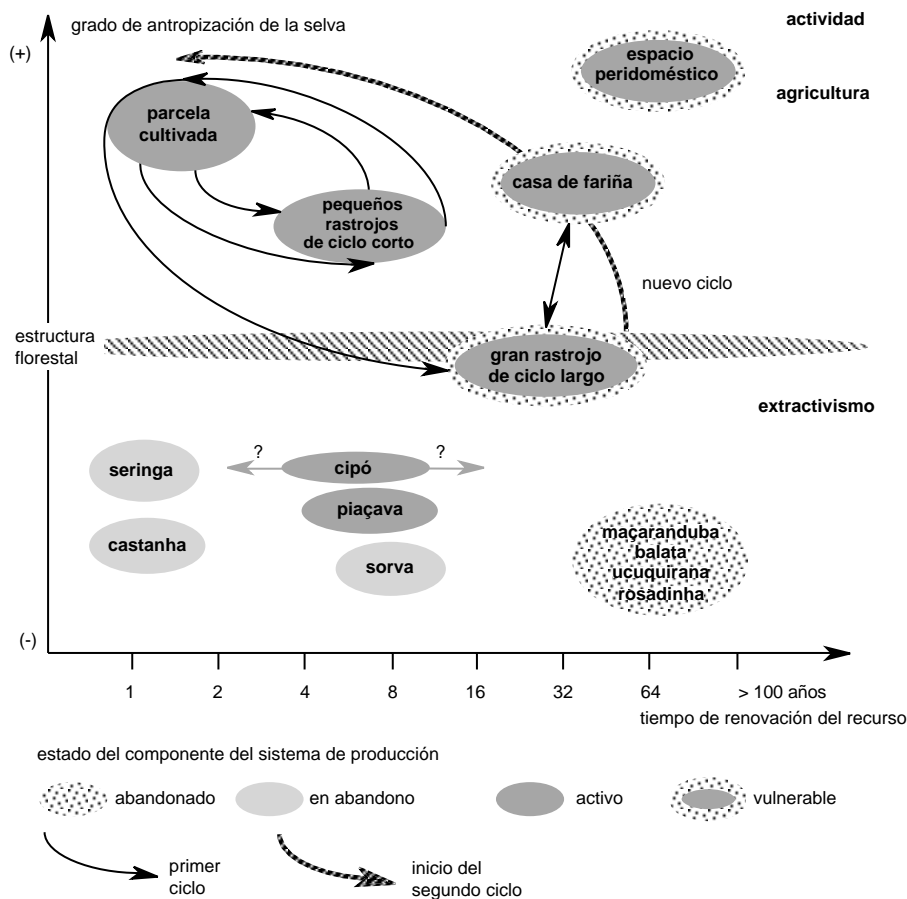 grado de antropización de la selva
actividad
(+)
espacio
peridoméstico
agricultura
parcela
cultivada
casa de fariña
pequeños
rastrojos
de ciclo corto
nuevo ciclo
estructura
florestal
gran rastrojo
de ciclo largo
extractivismo
? ?
seringa
cipó
piaçava
castanha
sorva
maçaranduba
balata
ucuquirana
rosadinha
(-)
1 2 4 8 16 32 64 > 100 años
tiempo de renovación del recurso
estado del componente del sistema de producción
abandonado en abandono activo vulnerable
primer
ciclo
inicio del
segundo ciclo